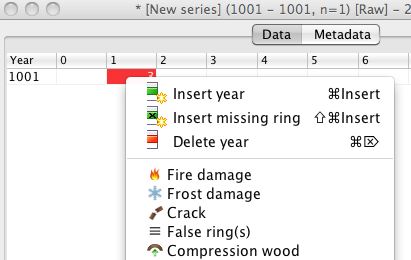 * [New series] (1001 - 1001, n=1) [Raw] - 2
Data Metadata
Year 0 1 2 3 4 5 6
1001 ?
Insert year ⌘Insert
Insert missing ring ⇧⌘Insert
Delete year ⌘⌦
Fire damage
Frost damage
Crack
False ring(s)
Compression wood